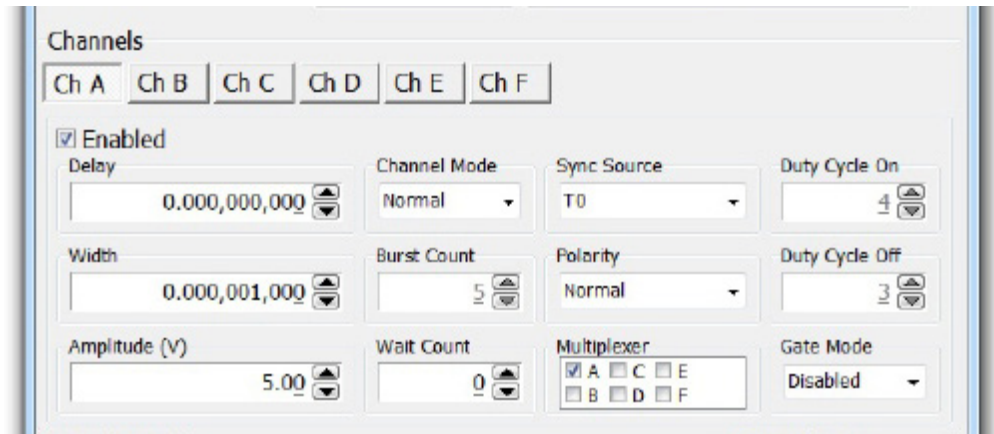 Channels
Ch A Ch B Ch C Ch D Ch E Ch F
Enabled
Delay Channel Mode Sync Source Duty Cycle On
0.000,000,000 Normal T0 4
Width Burst Count Polarity Duty Cycle Off
0.000,001,000 5 Normal 3
Amplitude (V) Wait Count Multiplexer Gate Mode
5.00 0 A C E Disabled
B D F